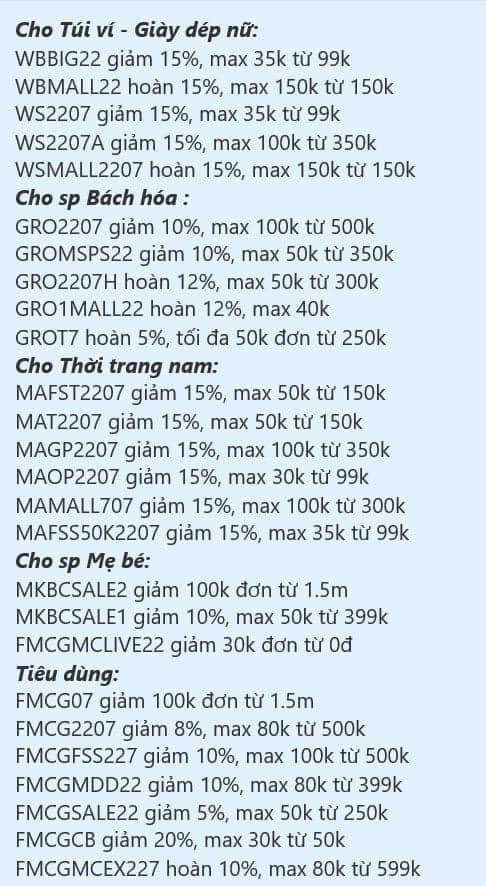 Cho Túi ví - Giày dép nữ:
WBBIG22 giảm 15%, max 35k từ 99k
WBMALL22 hoàn 15%, max 150k từ 150k
WS2207 giảm 15%, max 35k từ 99k
WS2207A giảm 15%, max 100k từ 350k
WSMALL2207 hoàn 15%, max 150k từ 150k
Cho sp Bách hóa :
GRO2207 giảm 10%, max 100k từ 500k
GROMSPS22 giảm 10%, max 50k từ 350k
GRO2207H hoàn 12%, max 50k từ 300k
GRO1MALL22 hoàn 12%, max 40k
GROT7 hoàn 5%, tối đa 50k đơn từ 250k
Cho Thời trang nam:
MAFST2207 giảm 15%, max 50k từ 150k
MAT2207 giảm 15%, max 50k từ 150k
MAGP2207 giảm 15%, max 100k từ 350k
MAOP2207 giảm 15%, max 30k từ 99k
MAMALL707 giảm 15%, max 100k từ 300k
MAFSS50K2207 giảm 15%, max 35k từ 99k
Cho sp Mẹ bé:
MKBCSALE2 giảm 100k đơn từ 1.5m
MKBCSALE1 giảm 10%, max 50k từ 399k
FMCGMCLIVE22 giảm 30k đơn từ 0đ
Tiêu dùng:
FMCG07 giảm 100k đơn từ 1.5m
FMCG2207 giảm 8%, max 80k từ 500k
FMCGFSS227 giảm 10%, max 100k từ 500k
FMCGMDD22 giảm 10%, max 80k từ 399k
FMCGSALE22 giảm 5%, max 50k từ 250k
FMCGCB giảm 20%, max 30k từ 50k
FMCGMCEX227 hoàn 10%, max 80k từ 599k